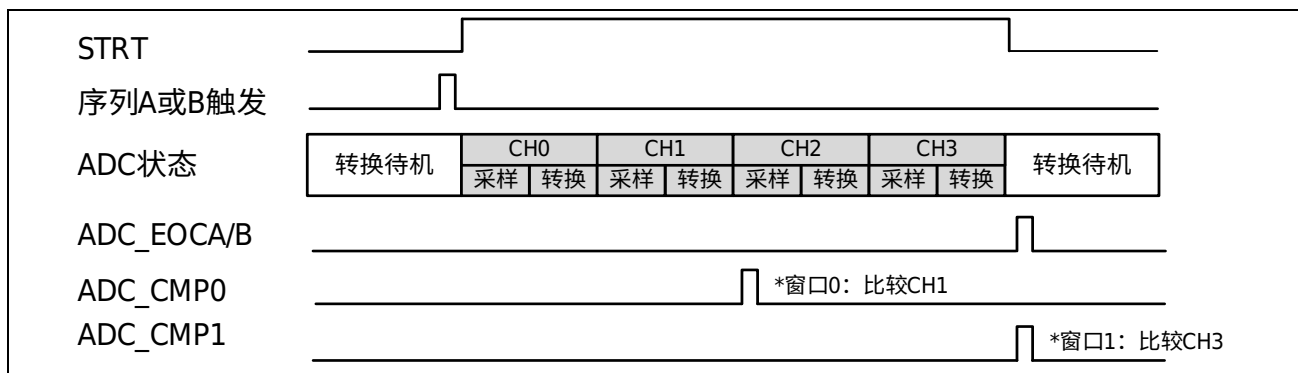 STRT
序列A或B触发
ADC状态 转换待机 CH0 CH1 CH2 CH3 转换待机
采样 转换 采样 转换 采样 转换 采样 转换
ADC_EOCA/B
ADC_CMP0 *窗口0：比较CH1
ADC_CMP1 *窗口1：比较CH3